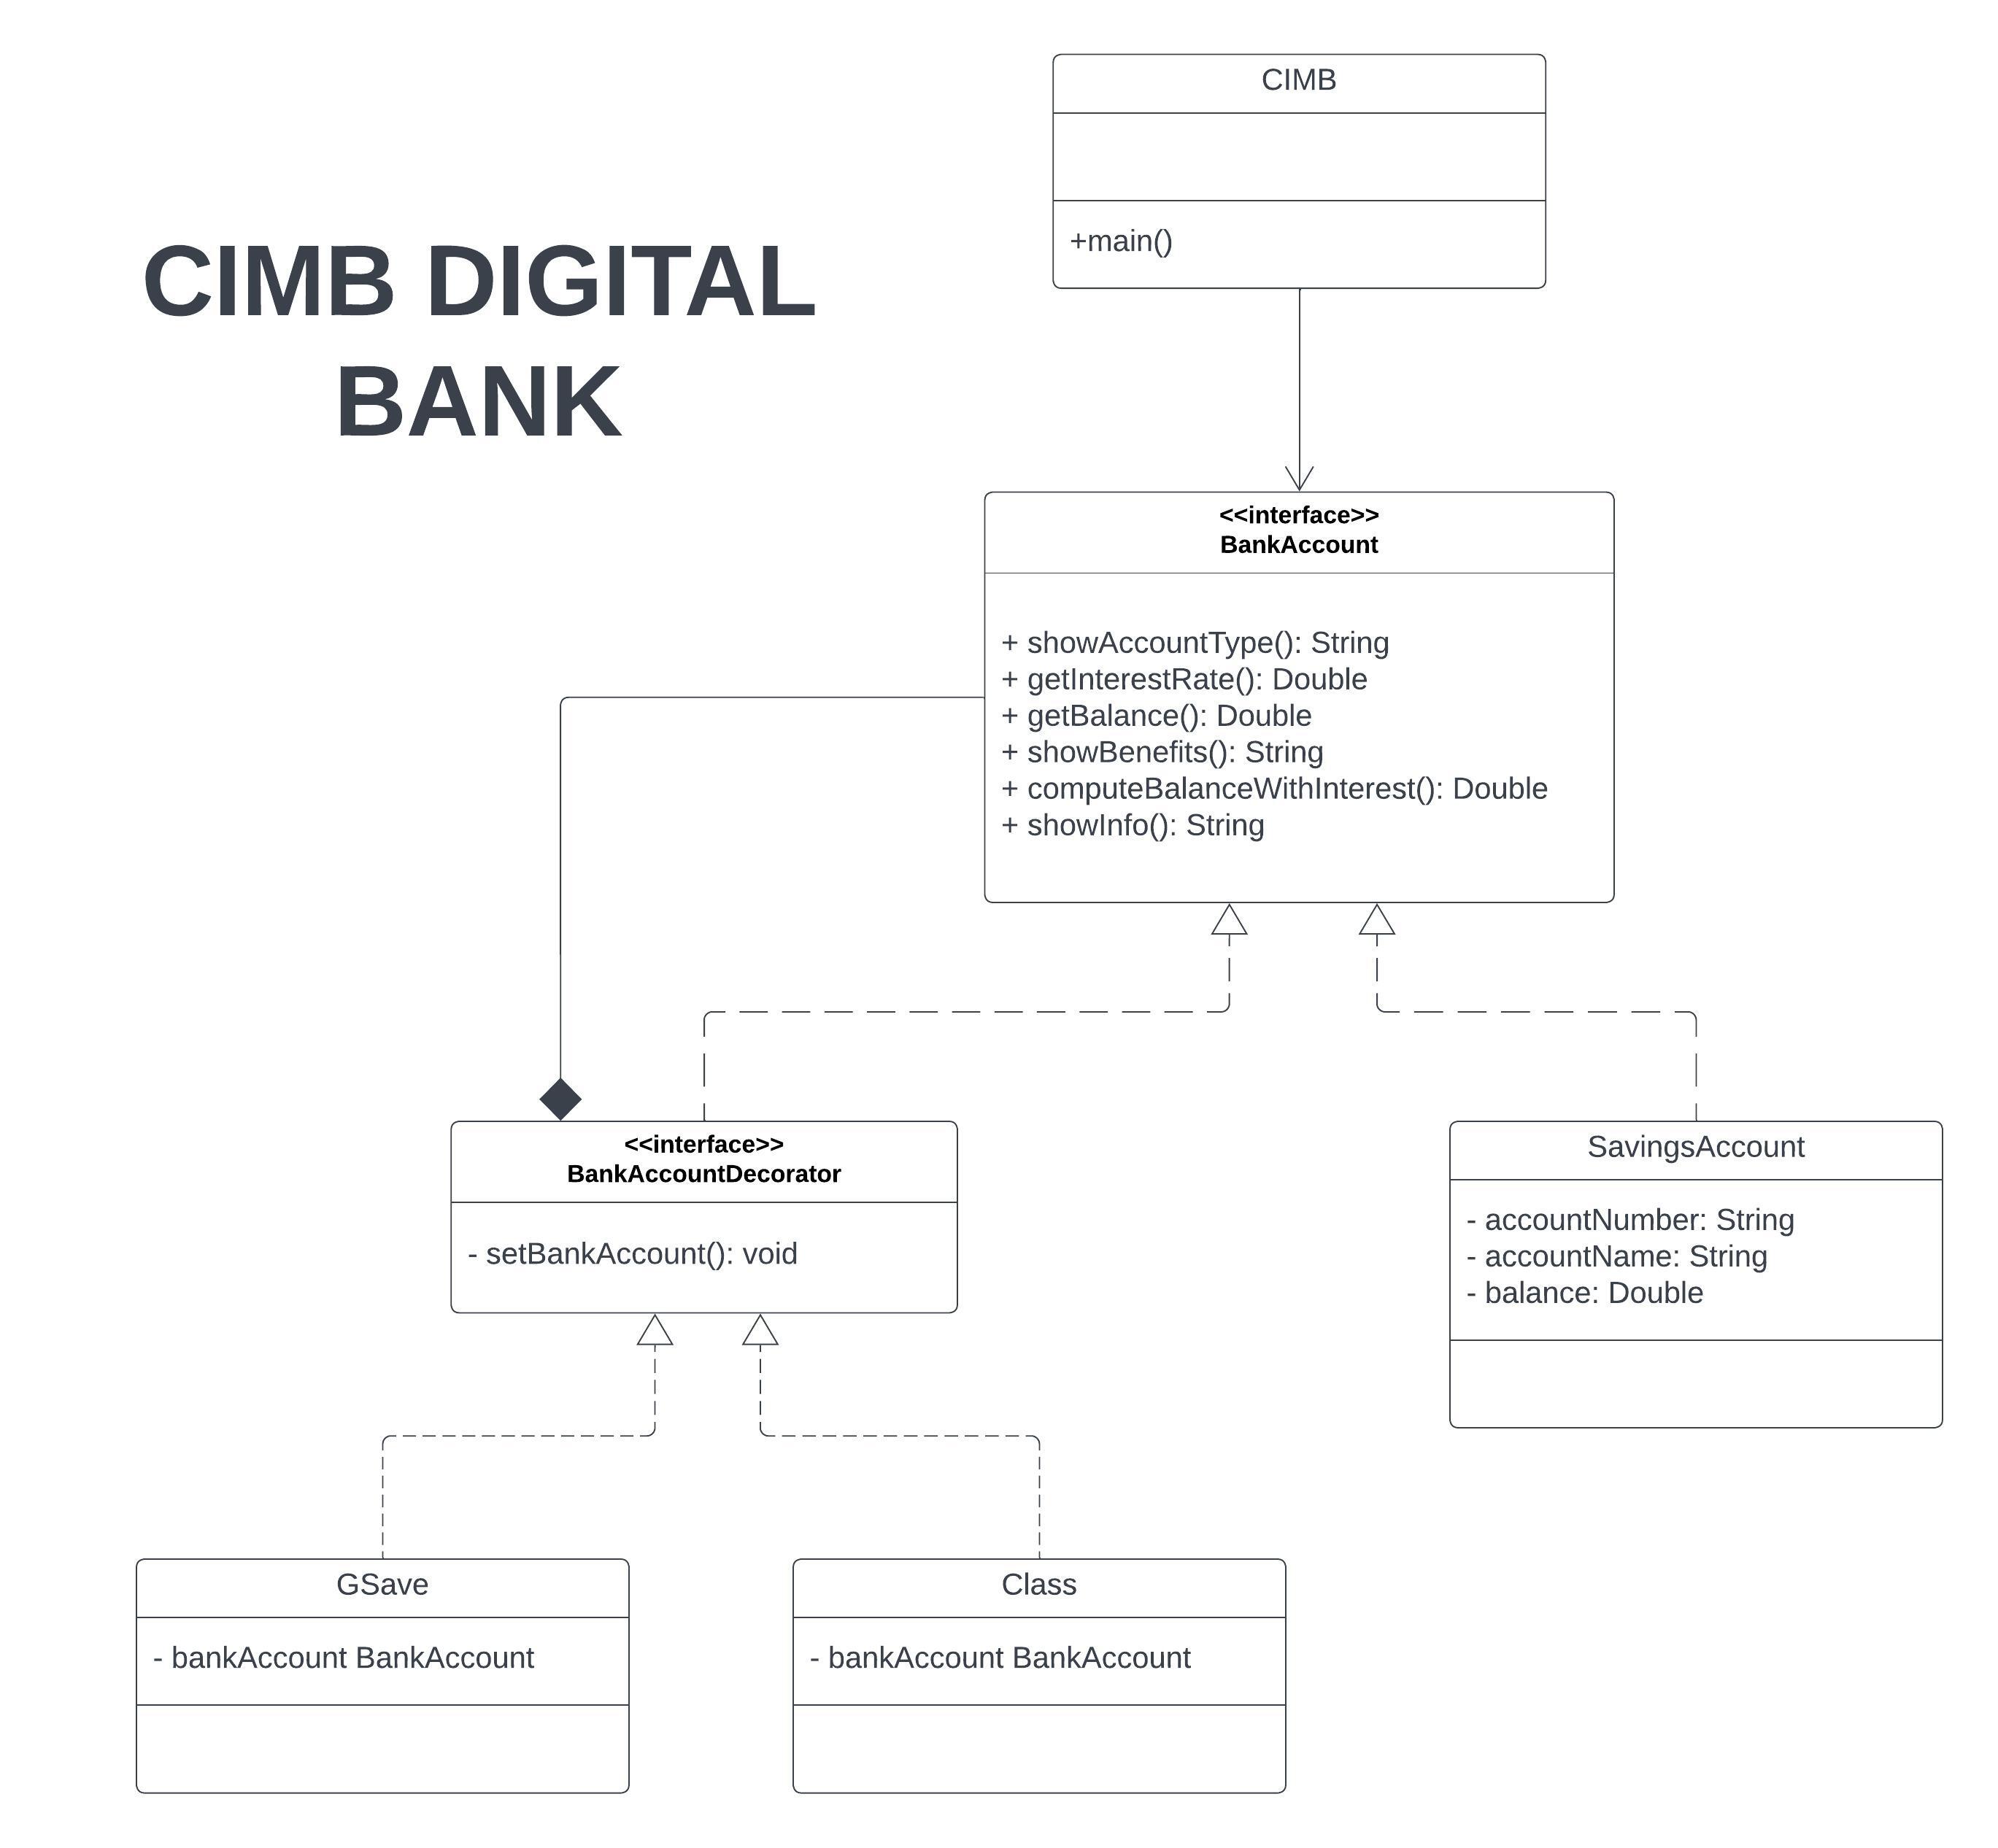 CIMB DIGITAL
BANK
CIMB
+main()
<<interface>>
BankAccount
+ showAccountType(): String
+ getInterestRate(): Double
+ getBalance(): Double
+ showBenefits(): String
+ computeBalanceWithInterest(): Double
+ showInfo(): String
<<interface>>
BankAccountDecorator
- setBankAccount(): void
SavingsAccount
- accountNumber: String
- accountName: String
- balance: Double
GSave
- bankAccount BankAccount
Class
- bankAccount BankAccount